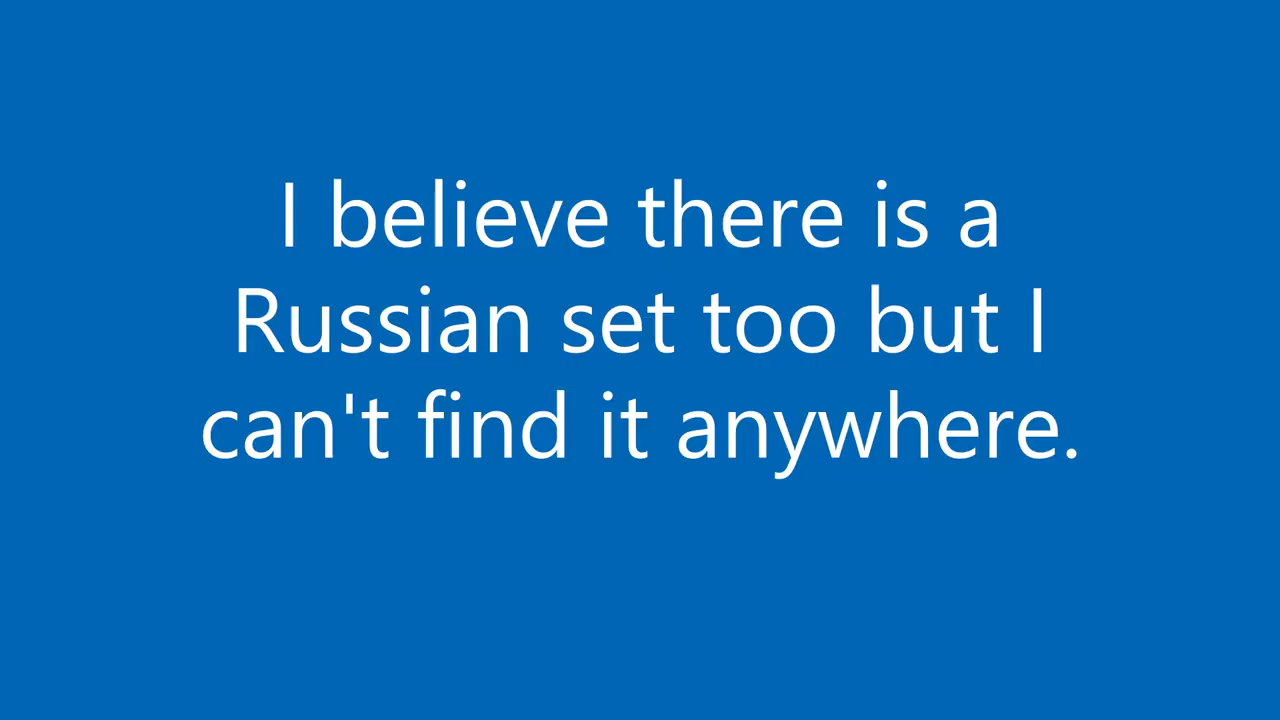 I believe there is a
Russian set too but I
can't find it anywhere.